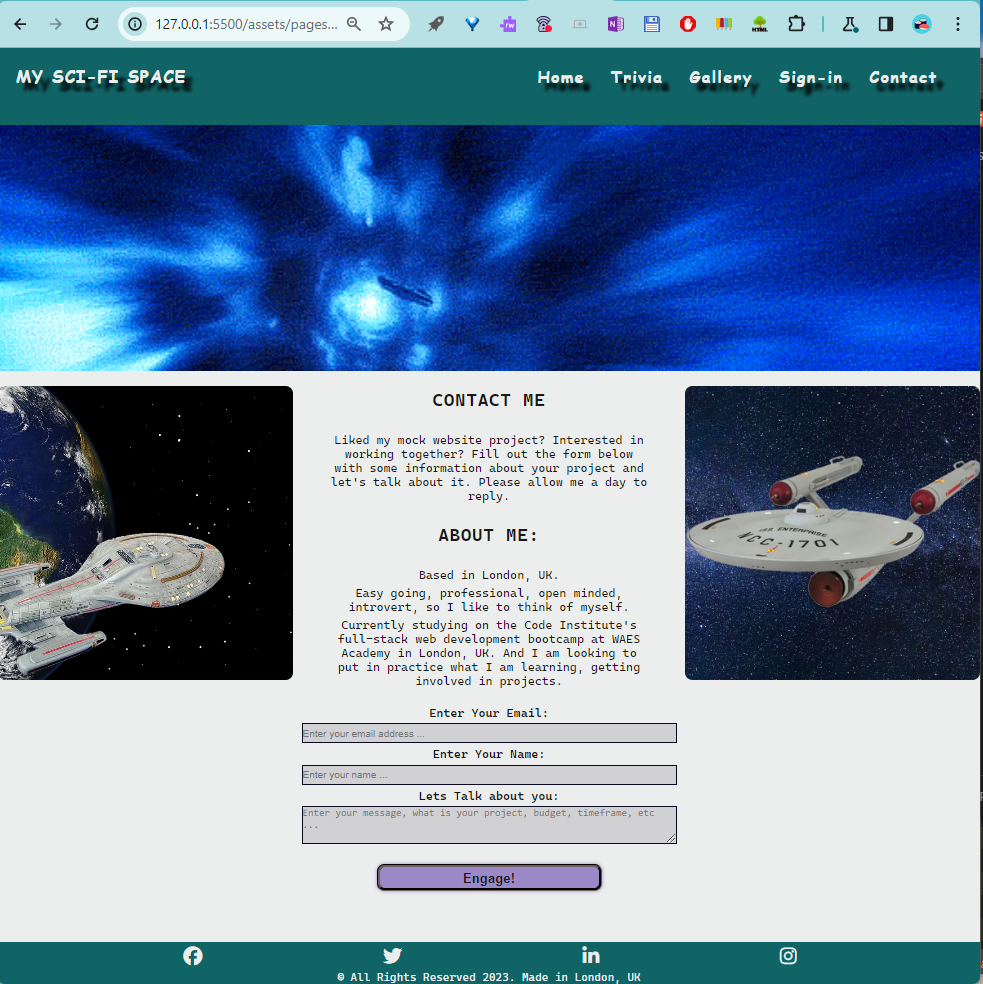 127.0.0.1:5500/assets/pages...
MY SCI-FI SPACE
Home Trivia Gallery Sign-in Contact
CONTACT ME
Liked my mock website project? Interested in
working together? Fill out the form below
with some information about your project and
let's talk about it. Please allow me a day to
reply.
USS ENTERPRISE
NCC-1701
ABOUT ME:
Based in London, UK.
Easy going, professional, open minded,
introvert, so I like to think of myself.
Currently studying on the Code Institute's
full-stack web development bootcamp at WAES
Academy in London, UK. And I am looking to
put in practice what I am learning, getting
involved in projects.
Enter Your Email:
Enter your email address ...
Enter Your Name:
Enter your name ...
Lets Talk about you:
Enter your message, what is your project, budget, timeframe, etc
...
Engage!
© All Rights Reserved 2023. Made in London, UK